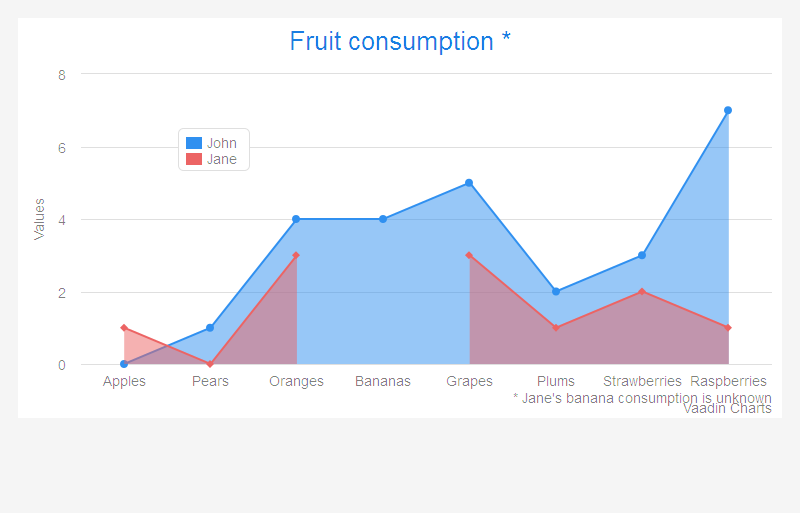 Fruit consumption *
8
6
4
2
0
Values
John
Jane
Apples Pears Oranges Bananas Grapes Plums Strawberries Raspberries
* Jane's banana consumption is unknown
Vaadin Charts